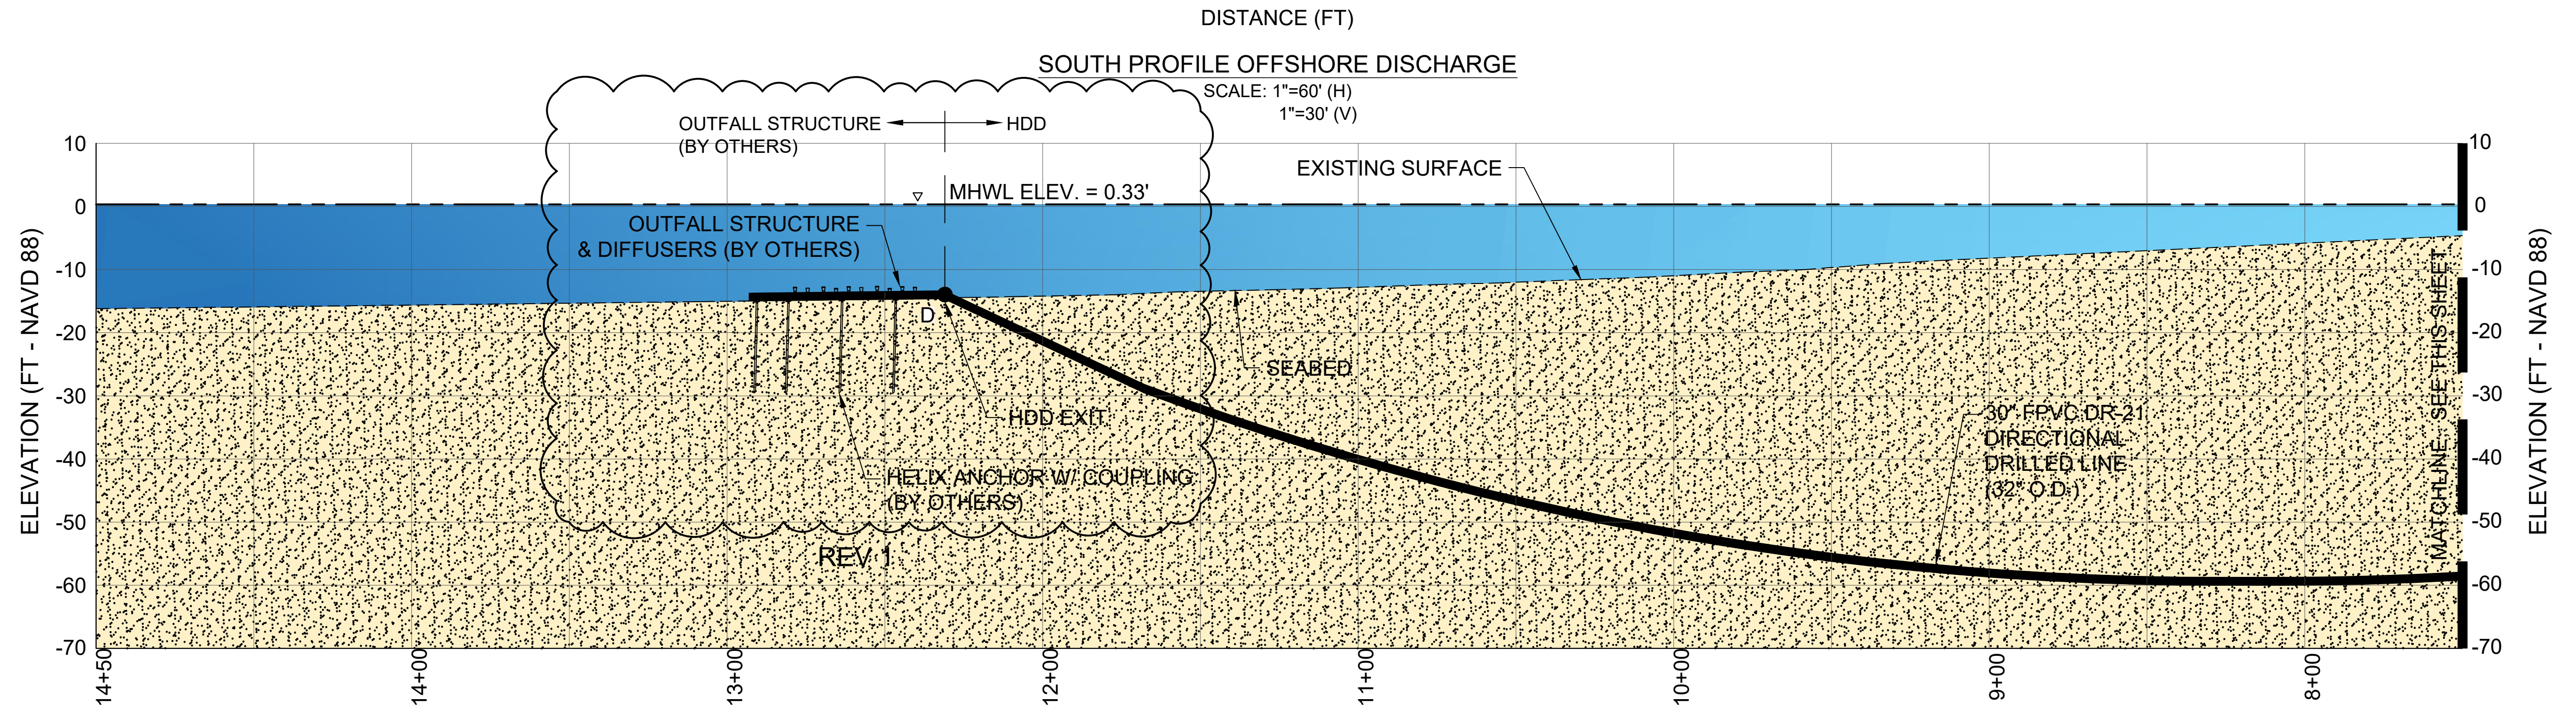 DISTANCE (FT)
SOUTH PROFILE OFFSHORE DISCHARGE
SCALE: 1"=60' (H)
1"=30' (V)
OUTFALL STRUCTURE
(BY OTHERS)
HDD
EXISTING SURFACE
MHWL ELEV. = 0.33'
OUTFALL STRUCTURE
& DIFFUSERS (BY OTHERS)
D
SEABED
HDD EXIT
HELIX ANCHOR W/ COUPLING
(BY OTHERS)
REV 1
30" FPVC DR-21
DIRECTIONAL
DRILLED LINE
(32" O.D.)
MATCHLINE : SEE THIS SHEET
ELEVATION (FT - NAVD 88)
10
0
-10
-20
-30
-40
-50
-60
-70
ELEVATION (FT - NAVD 88)
10
0
-10
-20
-30
-40
-50
-60
-70
14+50
14+00
13+00
12+00
11+00
10+00
9+00
8+00